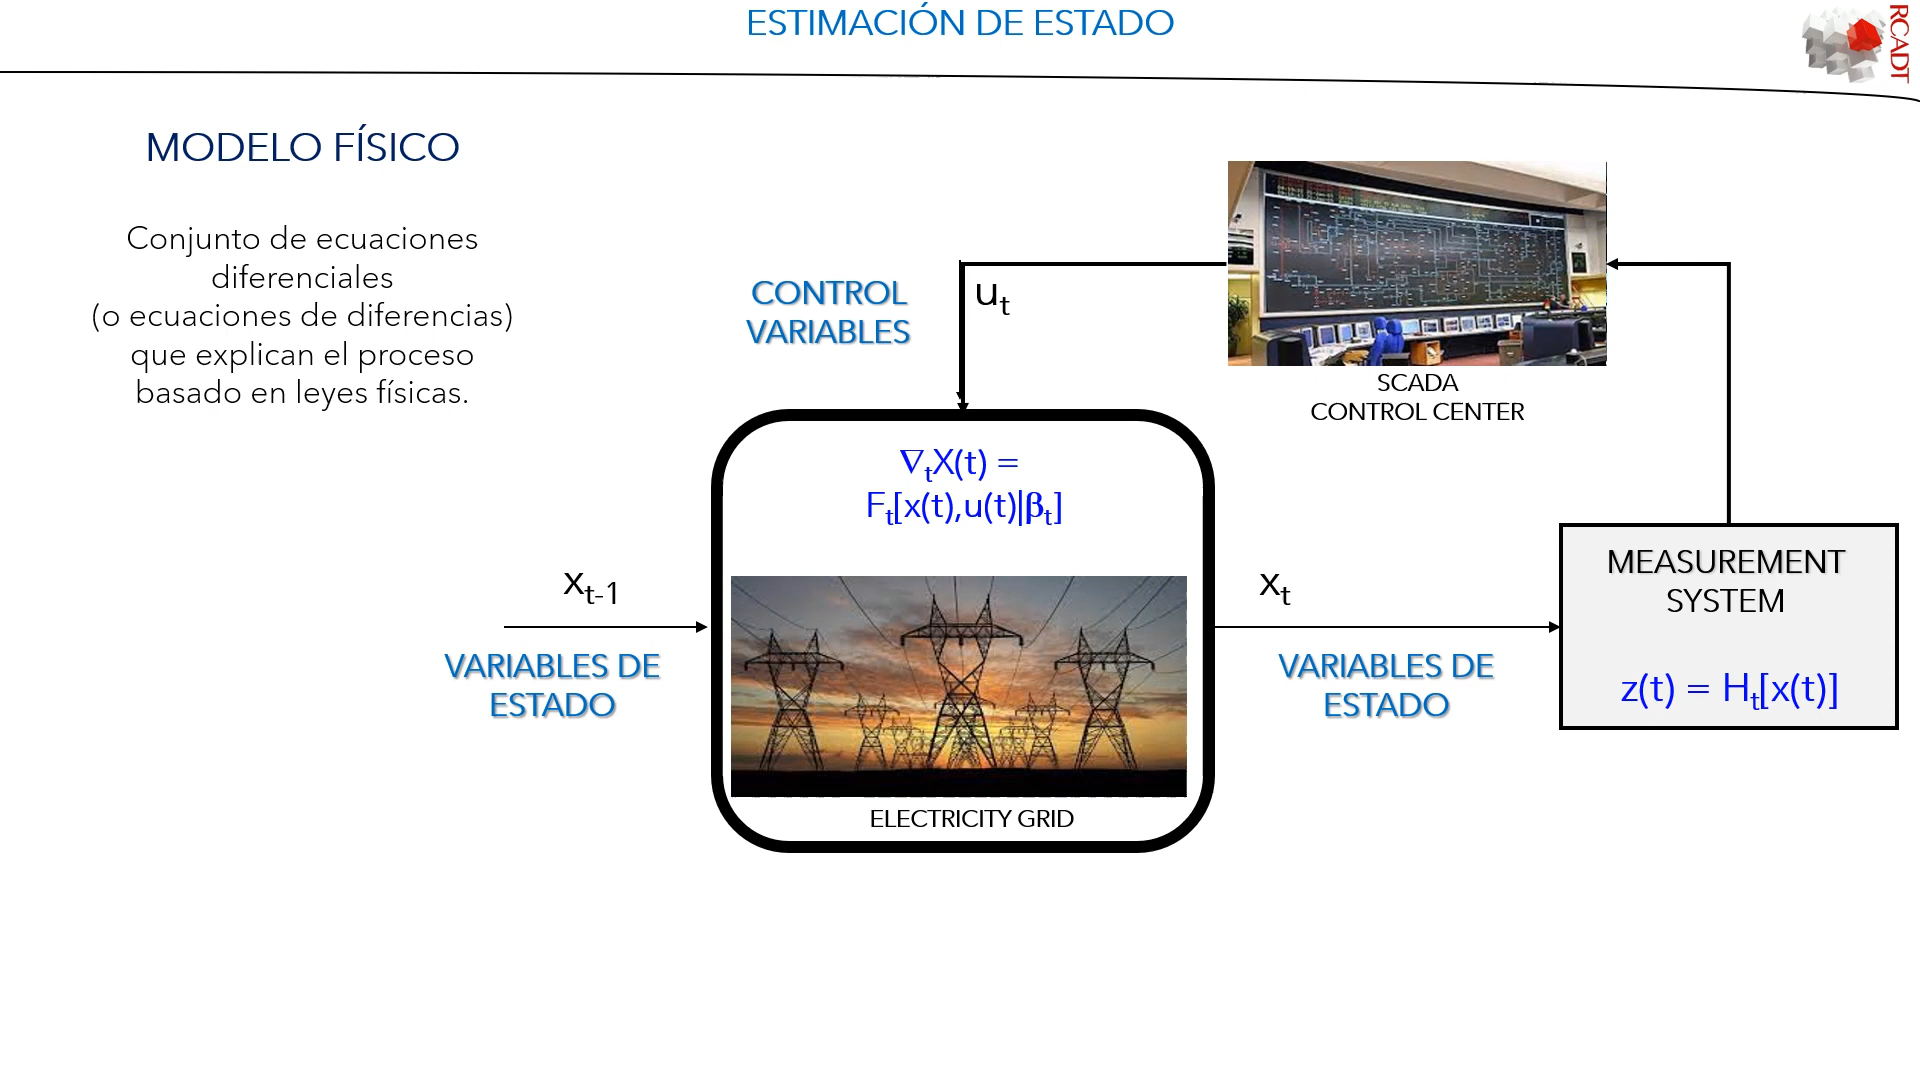 ESTIMACIÓN DE ESTADO
RCADT
MODELO FÍSICO
Conjunto de ecuaciones
diferenciales
(o ecuaciones de diferencias)
que explican el proceso
basado en leyes físicas.
CONTROL
VARIABLES
uₜ
SCADA
CONTROL CENTER
∇ₜX(t) =
Fₜ[x(t),u(t)|βₜ]
xₜ₋₁
VARIABLES DE
ESTADO
ELECTRICITY GRID
xₜ
VARIABLES DE
ESTADO
MEASUREMENT
SYSTEM
z(t) = Hₜ[x(t)]